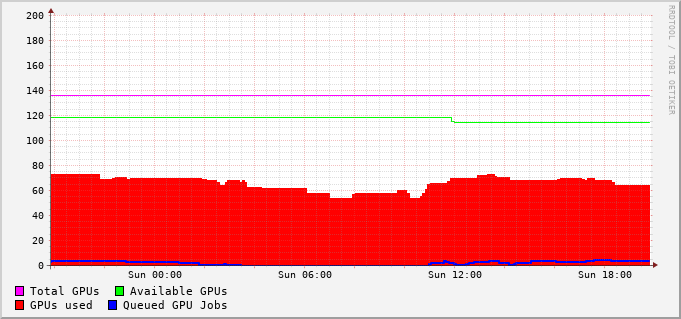 200
180
160
140
120
100
80
60
40
20
0
Sun 00:00 Sun 06:00 Sun 12:00 Sun 18:00
Total GPUs Available GPUs
GPUs used Queued GPU Jobs
RRDTOOL / TOBI OETIKER